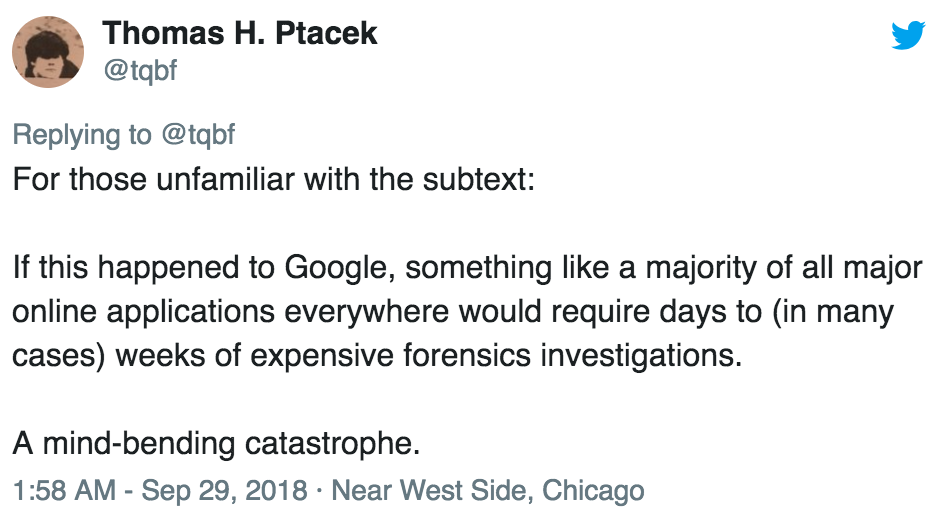 Thomas H. Ptacek
@tqbf
Replying to @tqbf
For those unfamiliar with the subtext:
If this happened to Google, something like a majority of all major
online applications everywhere would require days to (in many
cases) weeks of expensive forensics investigations.
A mind-bending catastrophe.
1:58 AM - Sep 29, 2018 · Near West Side, Chicago